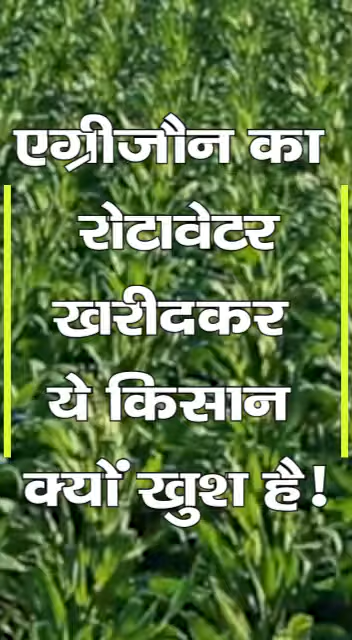 एग्रीजौन का
रोटावेटर
खरीदकर
ये किसान
क्यों खुश है!